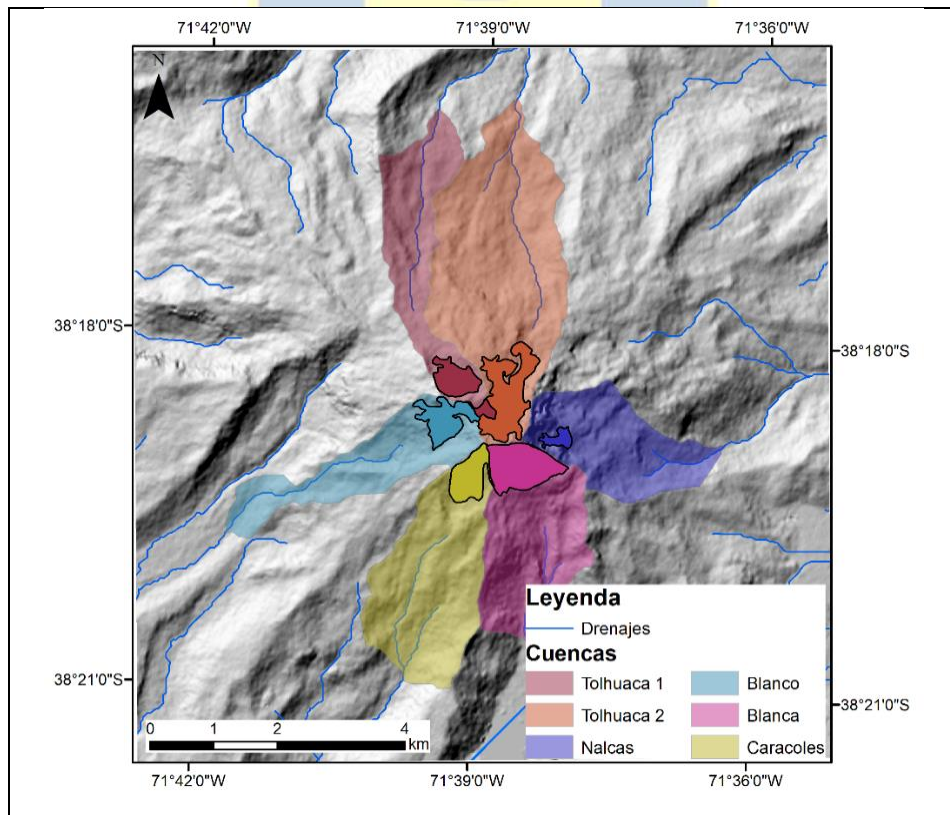 71°42'0"W 71°39'0"W 71°36'0"W
N
38°18'0"S
38°18'0"S
38°21'0"S
38°21'0"S
Leyenda
Drenajes
Cuencas
Tolhuaca 1 Blanco
Tolhuaca 2 Blanca
Nalcas Caracoles
0 1 2 4
km
71°42'0"W 71°39'0"W 71°36'0"W